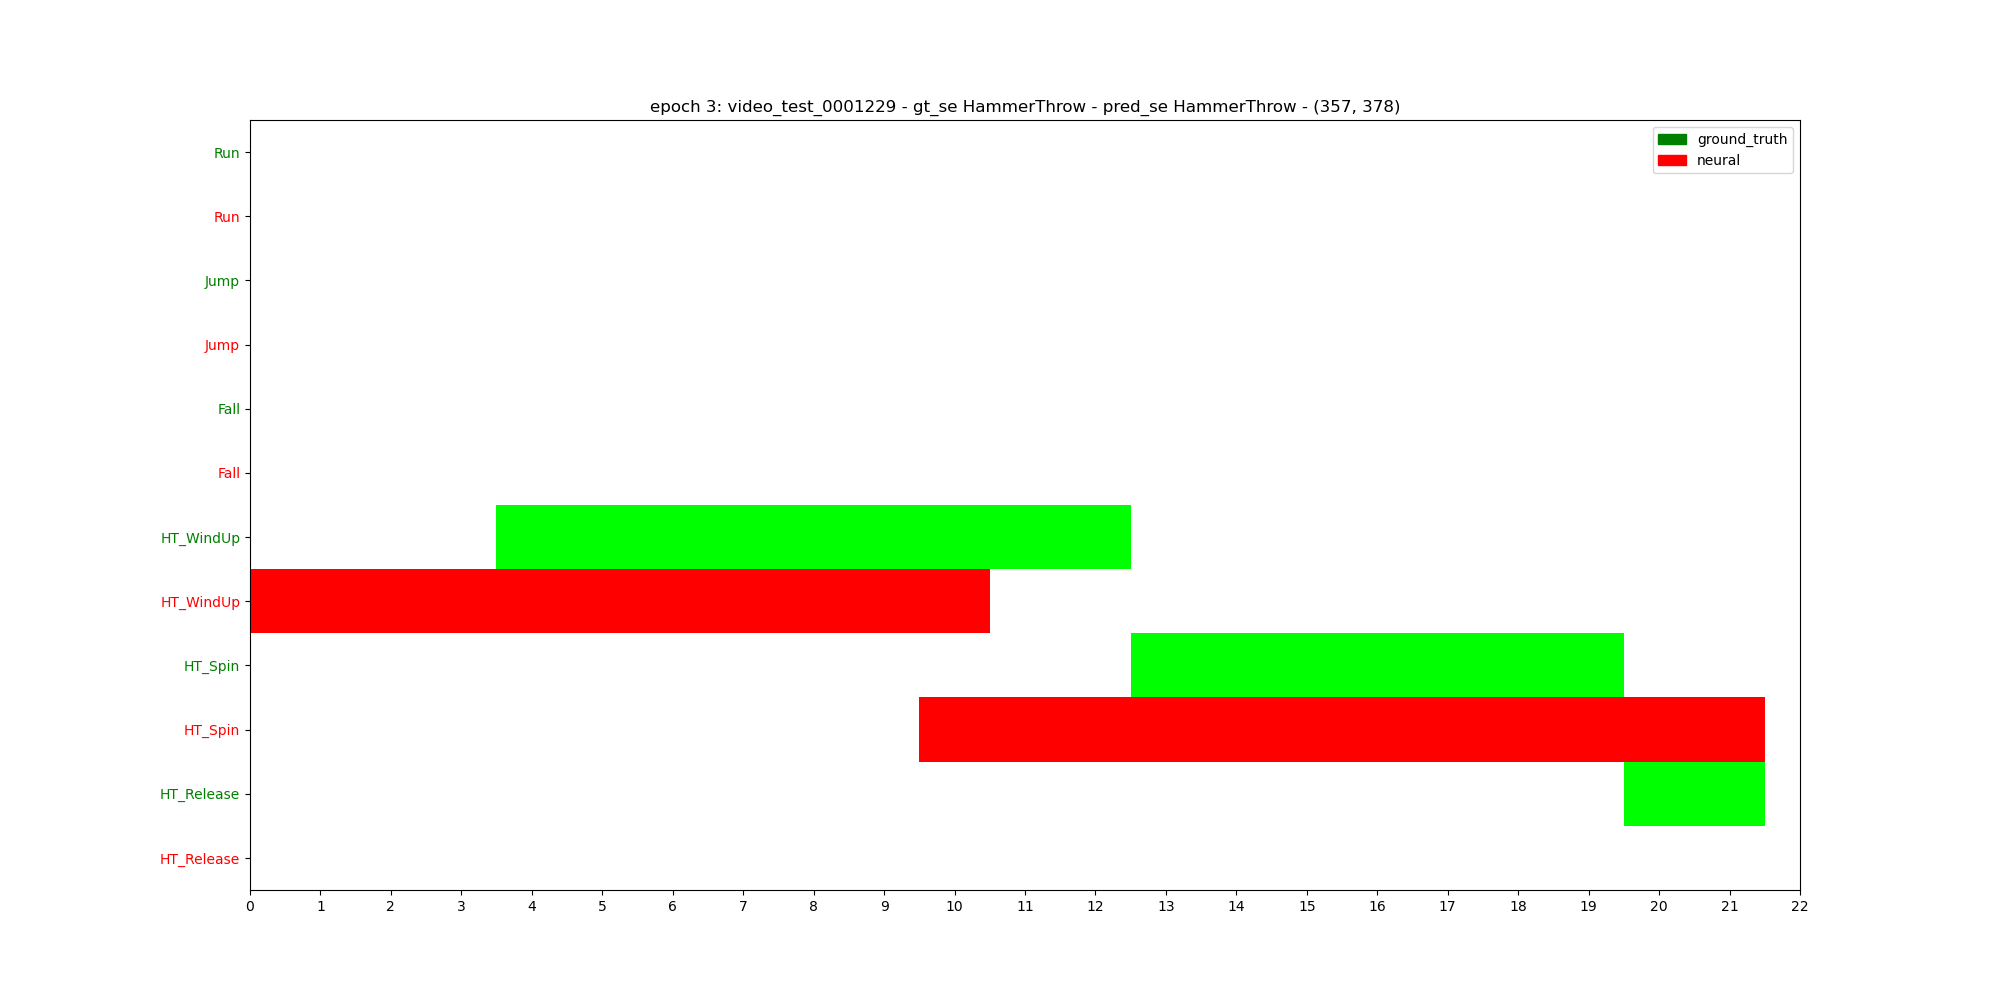 epoch 3: video_test_0001229 - gt_se HammerThrow - pred_se HammerThrow - (357, 378)
ground_truth
neural
Run
Run
Jump
Jump
Fall
Fall
HT_WindUp
HT_WindUp
HT_Spin
HT_Spin
HT_Release
HT_Release
0 1 2 3 4 5 6 7 8 9 10 11 12 13 14 15 16 17 18 19 20 21 22